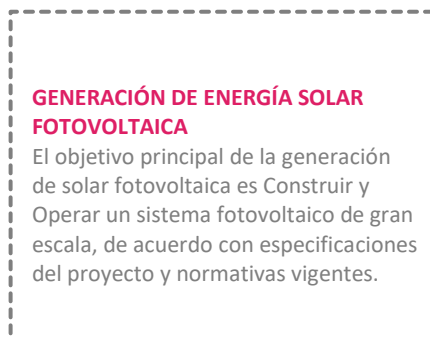 GENERACIÓN DE ENERGÍA SOLAR
FOTOVOLTAICA
El objetivo principal de la generación
de solar fotovoltaica es Construir y
Operar un sistema fotovoltaico de gran
escala, de acuerdo con especificaciones
del proyecto y normativas vigentes.